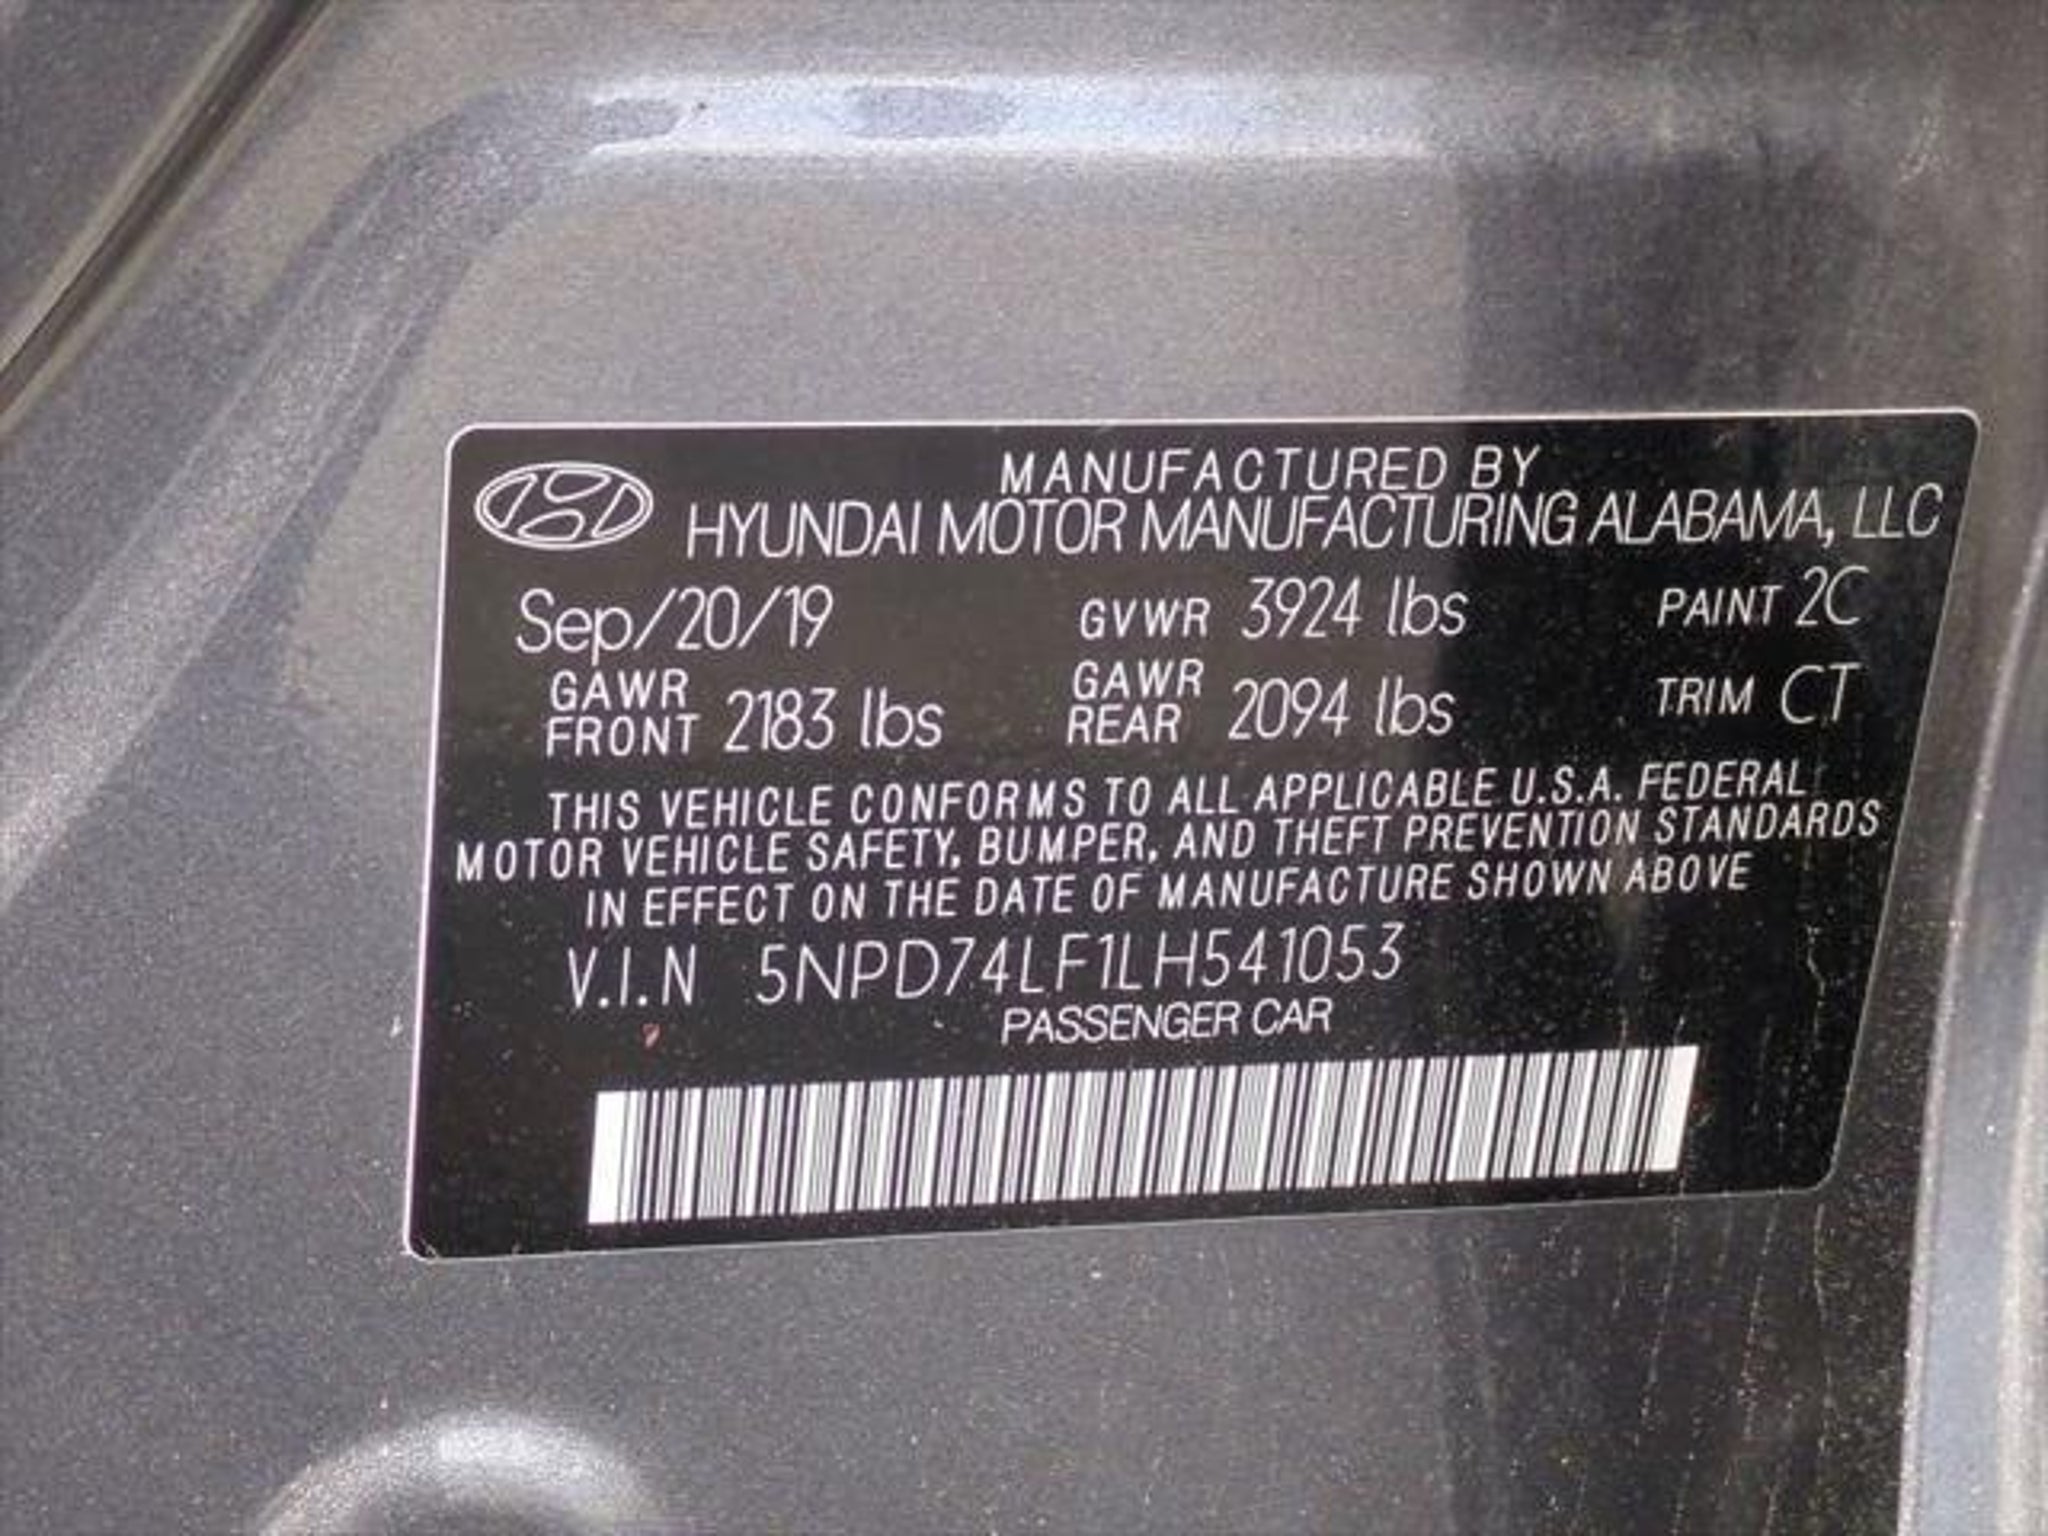 MANUFACTURED BY
HYUNDAI MOTOR MANUFACTURING ALABAMA, LLC
Sep/20/19 GVWR 3924 lbs PAINT 2C
GAWR FRONT 2183 lbs GAWR REAR 2094 lbs TRIM CT
THIS VEHICLE CONFORMS TO ALL APPLICABLE U.S.A. FEDERAL
MOTOR VEHICLE SAFETY, BUMPER, AND THEFT PREVENTION STANDARDS
IN EFFECT ON THE DATE OF MANUFACTURE SHOWN ABOVE
V.I.N 5NPD74LF1LH541053
PASSENGER CAR